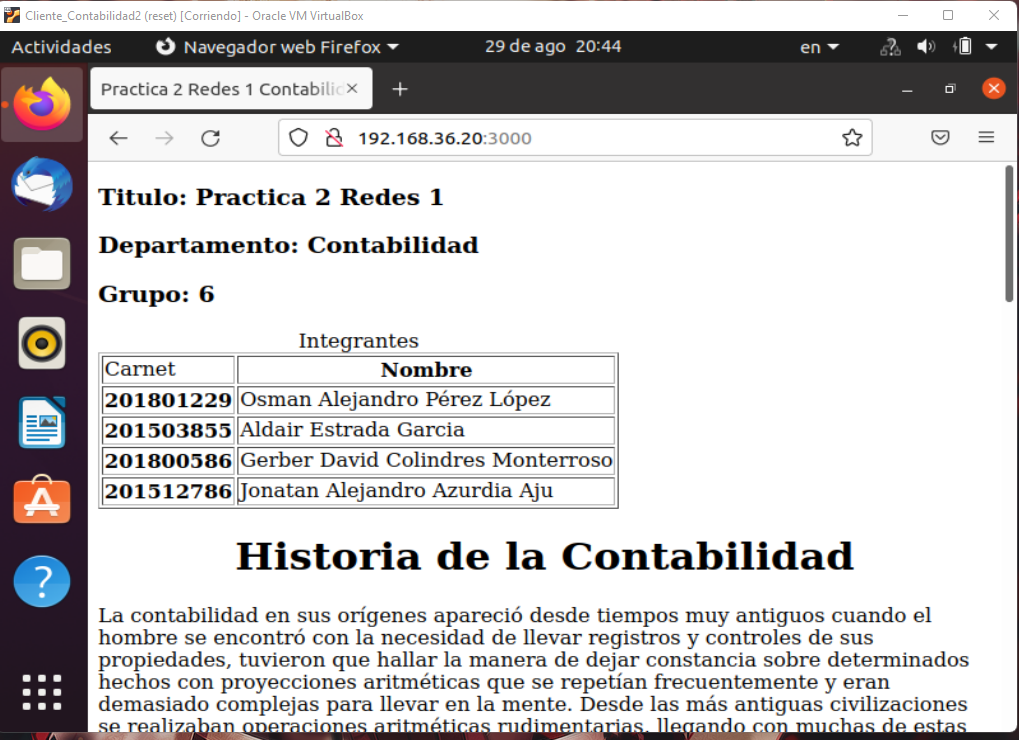 Cliente_Contabilidad2 (reset) [Corriendo] - Oracle VM VirtualBox
Actividades Navegador web Firefox 29 de ago 20:44 en
Practica 2 Redes 1 Contabilid
192.168.36.20:3000
Titulo: Practica 2 Redes 1
Departamento: Contabilidad
Grupo: 6
Integrantes
Carnet Nombre
201801229 Osman Alejandro Pérez López
201503855 Aldair Estrada Garcia
201800586 Gerber David Colindres Monterroso
201512786 Jonatan Alejandro Azurdia Aju
Historia de la Contabilidad
La contabilidad en sus orígenes apareció desde tiempos muy antiguos cuando el
hombre se encontró con la necesidad de llevar registros y controles de sus
propiedades, tuvieron que hallar la manera de dejar constancia sobre determinados
hechos con proyecciones aritméticas que se repetían frecuentemente y eran
demasiado complejas para llevar en la mente. Desde las más antiguas civilizaciones
se realizaban operaciones aritméticas rudimentarias, llegando con muchas de estas